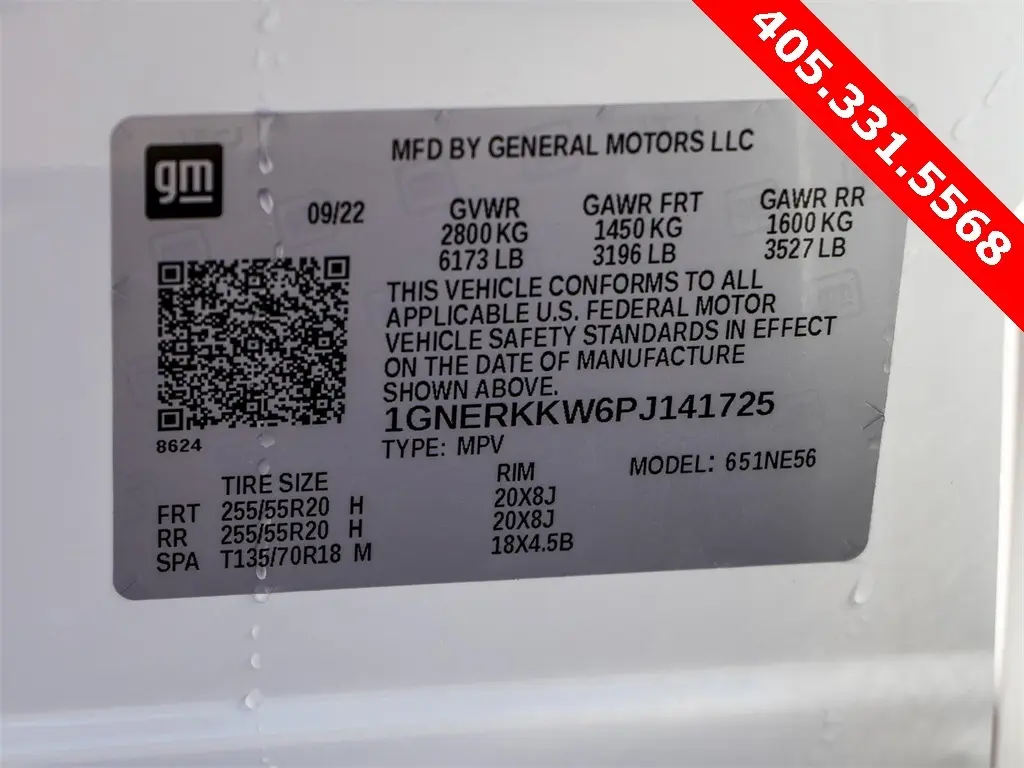 405.331.5568
MFD BY GENERAL MOTORS LLC
gm
09/22
GVWR GAWR FRT GAWR RR
2800 KG 1450 KG 1600 KG
6173 LB 3196 LB 3527 LB
THIS VEHICLE CONFORMS TO ALL
APPLICABLE U.S. FEDERAL MOTOR
VEHICLE SAFETY STANDARDS IN EFFECT
ON THE DATE OF MANUFACTURE
SHOWN ABOVE.
1GNERKKW6PJ141725
8624
TYPE: MPV MODEL: 651NE56
TIRE SIZE RIM
FRT 255/55R20 H 20X8J
RR 255/55R20 H 20X8J
SPA T135/70R18 M 18X4.5B